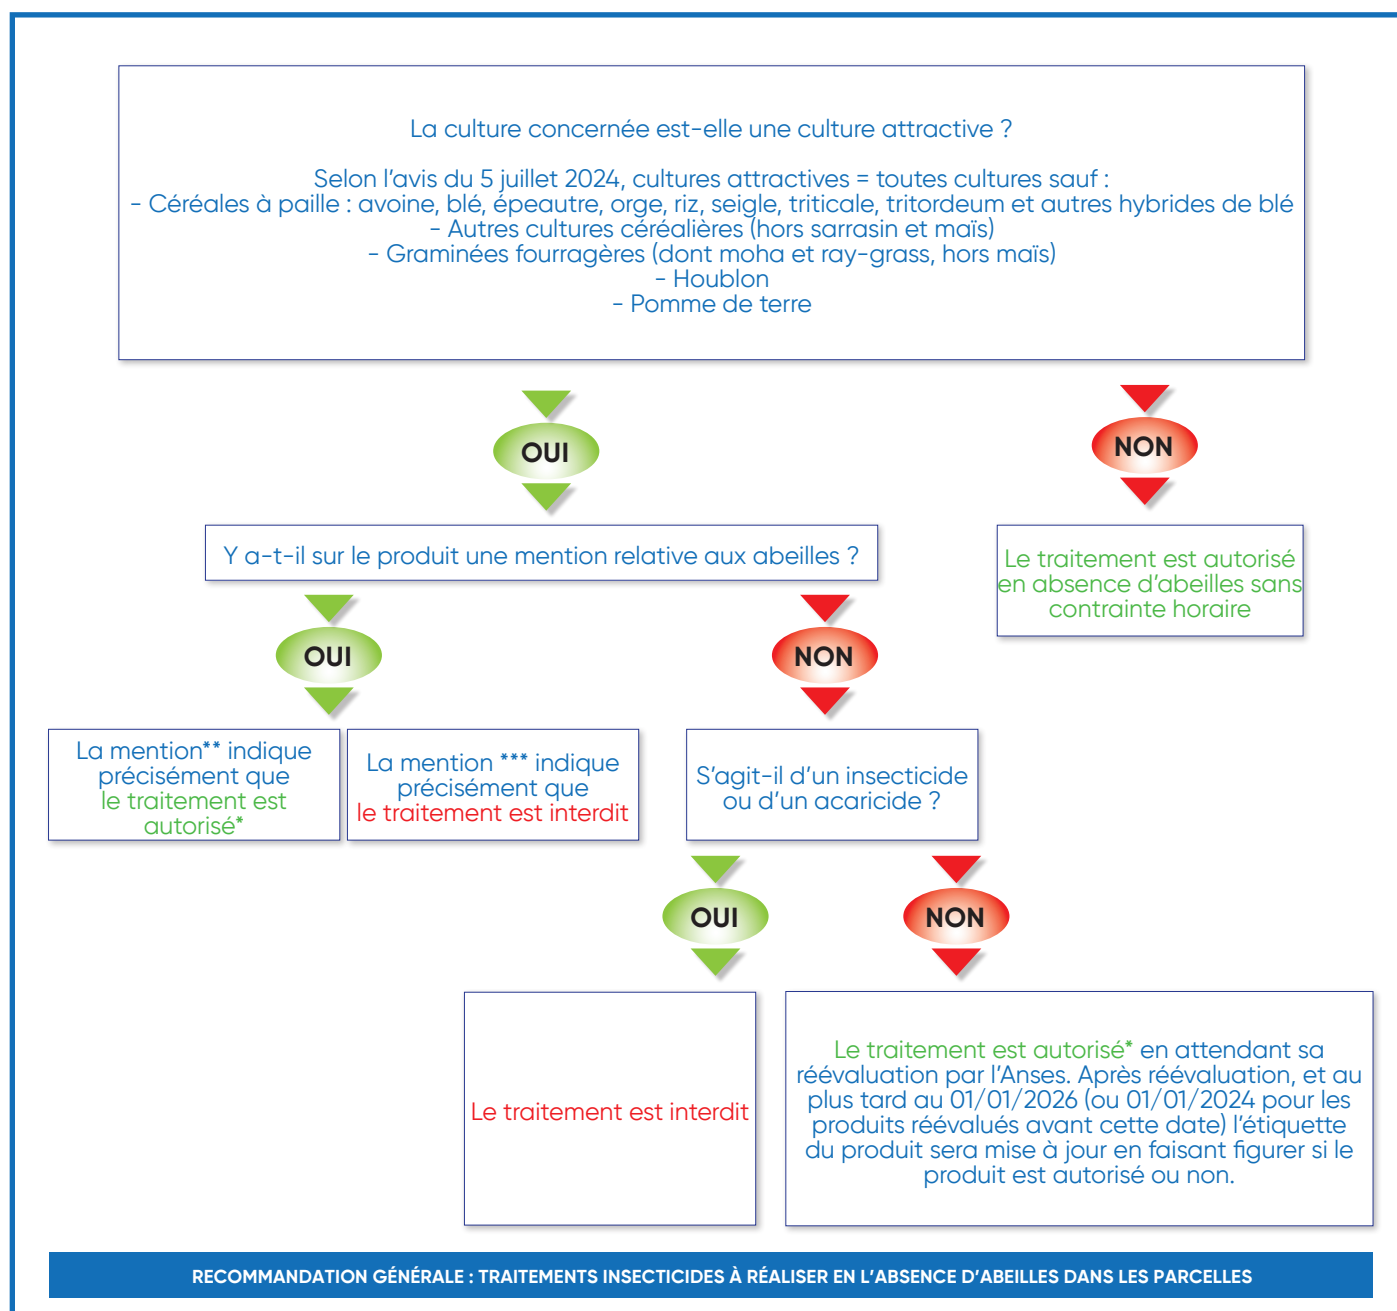 La culture concernée est-elle une culture attractive ?
Selon l'avis du 5 juillet 2024, cultures attractives = toutes cultures sauf :
- Céréales à paille : avoine, blé, épeautre, orge, riz, seigle, triticale, tritordeum et autres hybrides de blé
- Autres cultures céréalières (hors sarrasin et maïs)
- Graminées fourragères (dont moha et ray-grass, hors maïs)
- Houblon
- Pomme de terre
OUI
NON
Y a-t-il sur le produit une mention relative aux abeilles ?
Le traitement est autorisé
en absence d'abeilles sans
contrainte horaire
OUI
NON
La mention** indique
précisément que
le traitement est
autorisé*
La mention *** indique
précisément que
le traitement est interdit
S'agit-il d'un insecticide
ou d'un acaricide ?
OUI
NON
Le traitement est interdit
Le traitement est autorisé* en attendant sa
réévaluation par l'Anses. Après réévaluation, et au
plus tard au 01/01/2026 (ou 01/01/2024 pour les
produits réévalués avant cette date) l'étiquette
du produit sera mise à jour en faisant figurer si le
produit est autorisé ou non.
RECOMMANDATION GÉNÉRALE : TRAITEMENTS INSECTICIDES À RÉALISER EN L'ABSENCE D'ABEILLES DANS LES PARCELLES